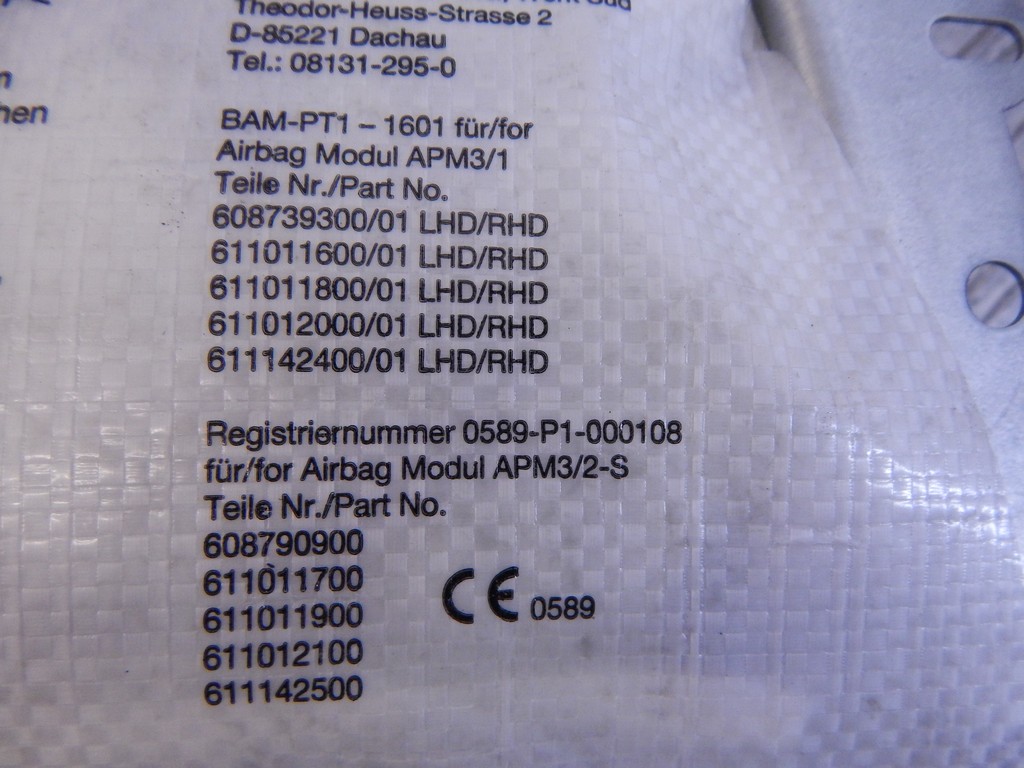 Theodor-Heuss-Strasse 2
D-85221 Dachau
Tel.: 08131-295-0
BAM-PT1 – 1601 für/for
Airbag Modul APM3/1
Teile Nr./Part No.
608739300/01 LHD/RHD
611011600/01 LHD/RHD
611011800/01 LHD/RHD
611012000/01 LHD/RHD
611142400/01 LHD/RHD
Registriernummer 0589-P1-000108
für/for Airbag Modul APM3/2-S
Teile Nr./Part No.
608790900
611011700
611011900
611012100
611142500
CE 0589